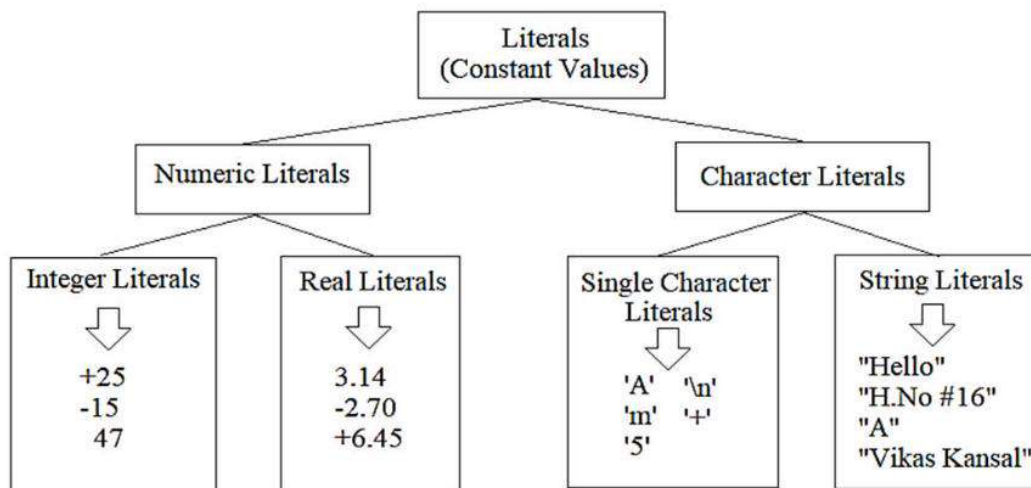 Literals
(Constant Values)
Numeric Literals
Character Literals
Integer Literals
+25
-15
47
Real Literals
3.14
-2.70
+6.45
Single Character
Literals
'A' '\n'
'm' '+'
'5'
String Literals
"Hello"
"H.No #16"
"A"
"Vikas Kansal"